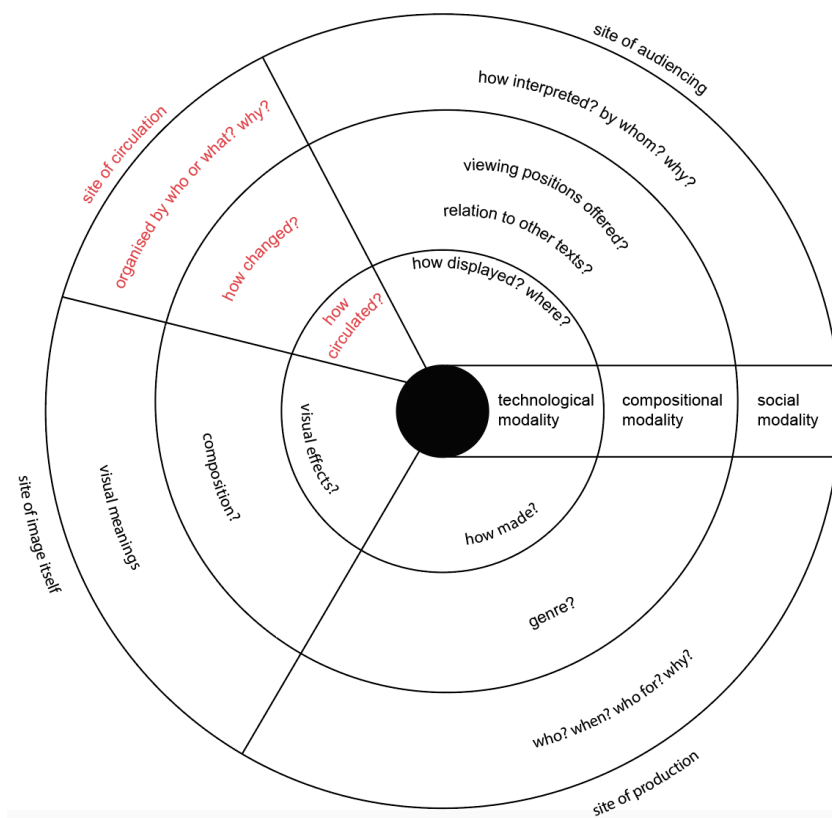 site of audiencing
how interpreted? by whom? why?
viewing positions offered?
relation to other texts?
how displayed? where?
site of circulation
organised by who or what? why?
how changed?
how
circulated?
technological
modality
compositional
modality
social
modality
visual effects?
composition?
visual meanings
site of image itself
how made?
genre?
who? when? who for? why?
site of production